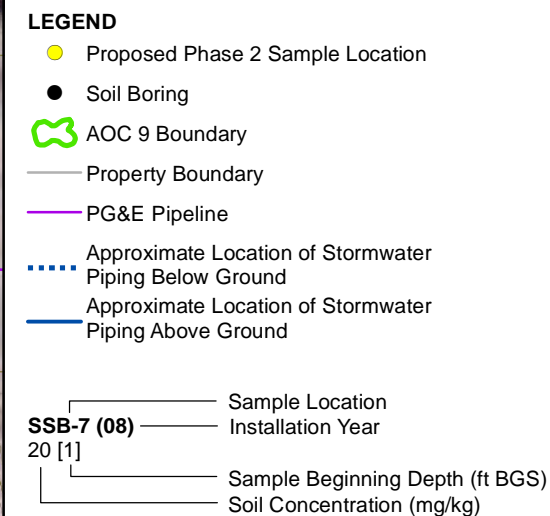 LEGEND
Proposed Phase 2 Sample Location
Soil Boring
AOC 9 Boundary
Property Boundary
PG&E Pipeline
Approximate Location of Stormwater
Piping Below Ground
Approximate Location of Stormwater
Piping Above Ground
Sample Location
SSB-7 (08)
Installation Year
20 [1]
Sample Beginning Depth (ft BGS)
Soil Concentration (mg/kg)